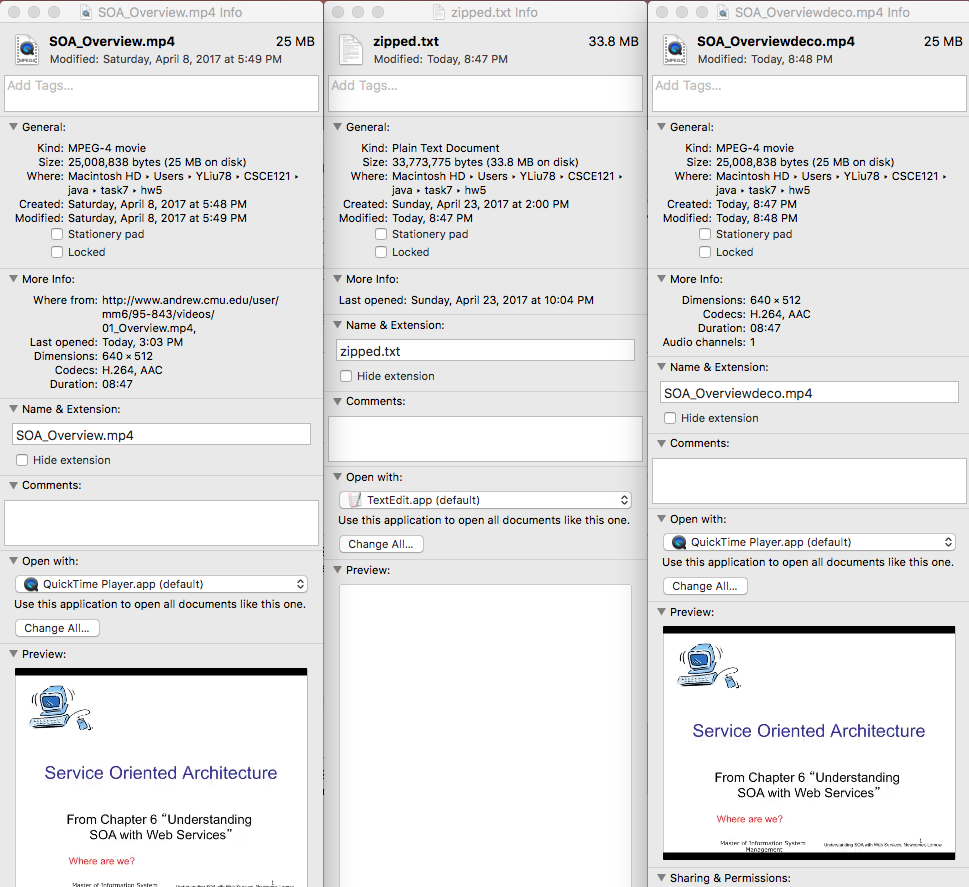 SOA_Overview.mp4 Info
SOA_Overview.mp4 25 MB
Modified: Saturday, April 8, 2017 at 5:49 PM
Add Tags...
General:
Kind: MPEG-4 movie
Size: 25,008,838 bytes (25 MB on disk)
Where: Macintosh HD ▸ Users ▸ YLiu78 ▸ CSCE121 ▸
java ▸ task7 ▸ hw5
Created: Saturday, April 8, 2017 at 5:48 PM
Modified: Saturday, April 8, 2017 at 5:49 PM
Stationery pad
Locked
More Info:
Where from: http://www.andrew.cmu.edu/user/
mm6/95-843/videos/
01_Overview.mp4,
Last opened: Today, 3:03 PM
Dimensions: 640 × 512
Codecs: H.264, AAC
Duration: 08:47
Name & Extension:
SOA_Overview.mp4
Hide extension
Comments:
Open with:
QuickTime Player.app (default)
Use this application to open all documents like this one.
Change All...
Preview:
Service Oriented Architecture
From Chapter 6 “Understanding
SOA with Web Services”
Where are we?
Master of Information System
Understanding SOA with Web Services, Newcomer, Lomow
1
zipped.txt Info
zipped.txt 33.8 MB
Modified: Today, 8:47 PM
Add Tags...
General:
Kind: Plain Text Document
Size: 33,773,775 bytes (33.8 MB on disk)
Where: Macintosh HD ▸ Users ▸ YLiu78 ▸ CSCE121 ▸
java ▸ task7 ▸ hw5
Created: Sunday, April 23, 2017 at 2:00 PM
Modified: Today, 8:47 PM
Stationery pad
Locked
More Info:
Last opened: Sunday, April 23, 2017 at 10:04 PM
Name & Extension:
zipped.txt
Hide extension
Comments:
Open with:
TextEdit.app (default)
Use this application to open all documents like this one.
Change All...
Preview:
SOA_Overviewdeco.mp4 Info
SOA_Overviewdeco.mp4 25 MB
Modified: Today, 8:48 PM
Add Tags...
General:
Kind: MPEG-4 movie
Size: 25,008,838 bytes (25 MB on disk)
Where: Macintosh HD ▸ Users ▸ YLiu78 ▸ CSCE121 ▸
java ▸ task7 ▸ hw5
Created: Today, 8:47 PM
Modified: Today, 8:48 PM
Stationery pad
Locked
More Info:
Dimensions: 640 × 512
Codecs: H.264, AAC
Duration: 08:47
Audio channels: 1
Name & Extension:
SOA_Overviewdeco.mp4
Hide extension
Comments:
Open with:
QuickTime Player.app (default)
Use this application to open all documents like this one.
Change All...
Preview:
Service Oriented Architecture
From Chapter 6 “Understanding
SOA with Web Services”
Where are we?
Master of Information System
Management
1
Understanding SOA with Web Services, Newcomer, Lomow
Sharing & Permissions: